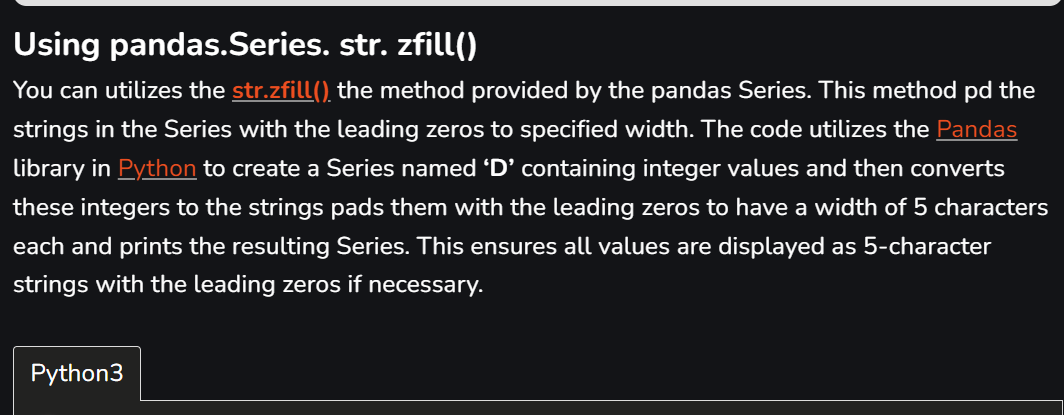 Using pandas.Series. str. zfill()
You can utilizes the str.zfill() the method provided by the pandas Series. This method pd the
strings in the Series with the leading zeros to specified width. The code utilizes the Pandas
library in Python to create a Series named ‘D’ containing integer values and then converts
these integers to the strings pads them with the leading zeros to have a width of 5 characters
each and prints the resulting Series. This ensures all values are displayed as 5-character
strings with the leading zeros if necessary.
Python3